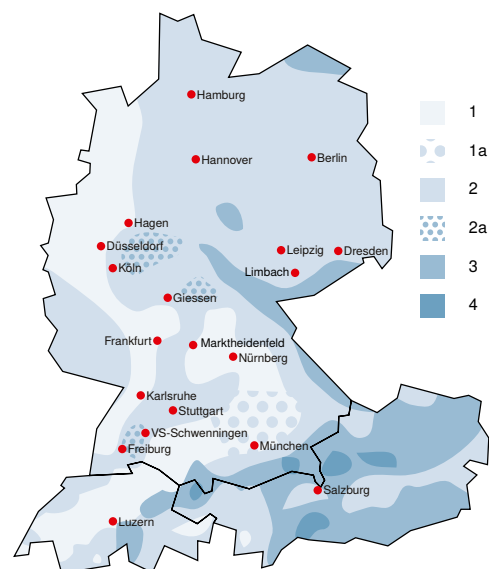 Hamburg
Hannover
Berlin
Hagen
Düsseldorf
Köln
Leipzig
Dresden
Limbach
Giessen
Frankfurt
Marktheidenfeld
Nürnberg
Karlsruhe
Stuttgart
VS-Schwenningen
Freiburg
München
Salzburg
Luzern
1
1a
2
2a
3
4